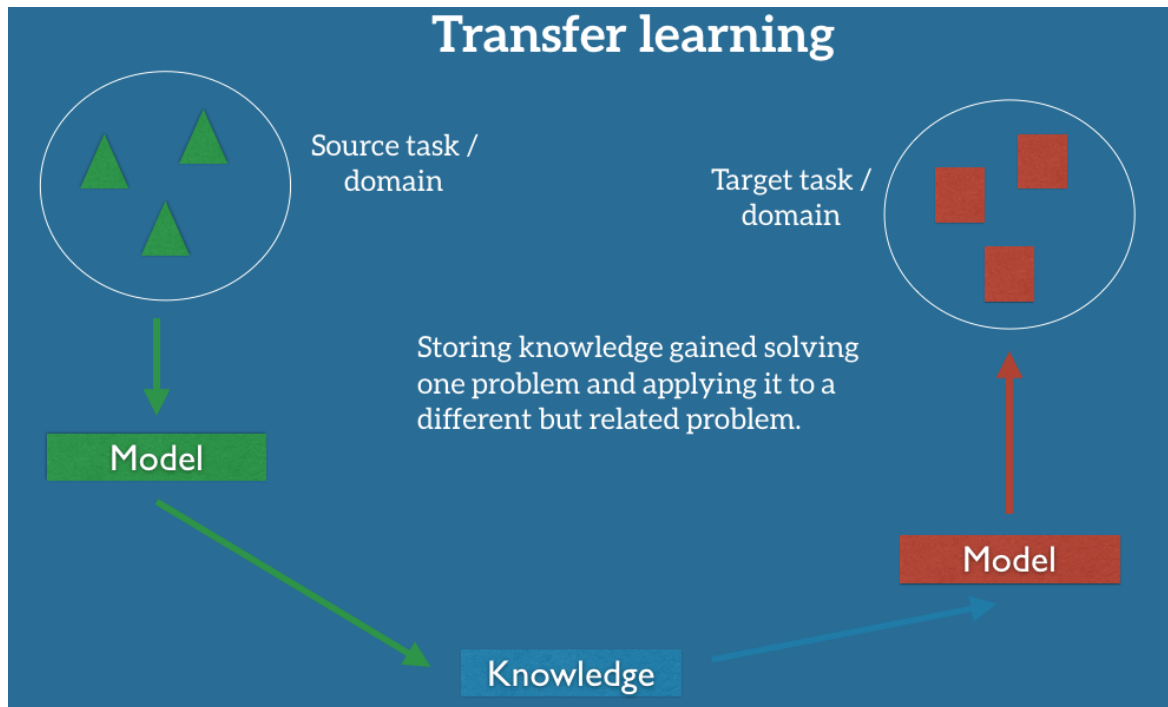 Transfer learning
Source task /
domain
Target task /
domain
Storing knowledge gained solving
one problem and applying it to a
different but related problem.
Model
Model
Knowledge